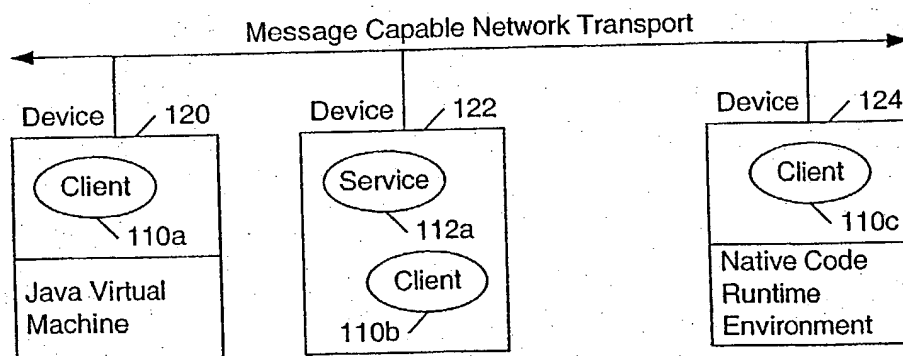 Message Capable Network Transport
Device 120
Client
110a
Java Virtual
Machine
Device 122
Service
112a
Client
110b
Device 124
Client
110c
Native Code
Runtime
Environment